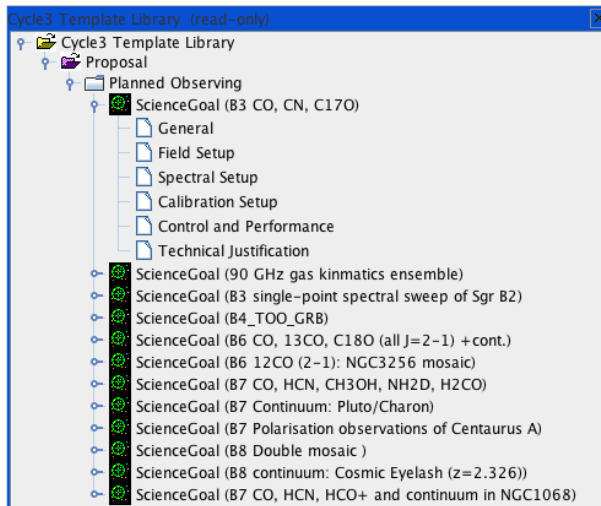 Cycle3 Template Library (read-only)
Cycle3 Template Library
Proposal
Planned Observing
ScienceGoal (B3 CO, CN, C17O)
General
Field Setup
Spectral Setup
Calibration Setup
Control and Performance
Technical Justification
ScienceGoal (90 GHz gas kinmatics ensemble)
ScienceGoal (B3 single-point spectral sweep of Sgr B2)
ScienceGoal (B4_TOO_GRB)
ScienceGoal (B6 CO, 13CO, C18O (all J=2-1) +cont.)
ScienceGoal (B6 12CO (2-1): NGC3256 mosaic)
ScienceGoal (B7 CO, HCN, CH3OH, NH2D, H2CO)
ScienceGoal (B7 Continuum: Pluto/Charon)
ScienceGoal (B7 Polarisation observations of Centaurus A)
ScienceGoal (B8 Double mosaic )
ScienceGoal (B8 continuum: Cosmic Eyelash (z=2.326))
ScienceGoal (B7 CO, HCN, HCO+ and continuum in NGC1068)